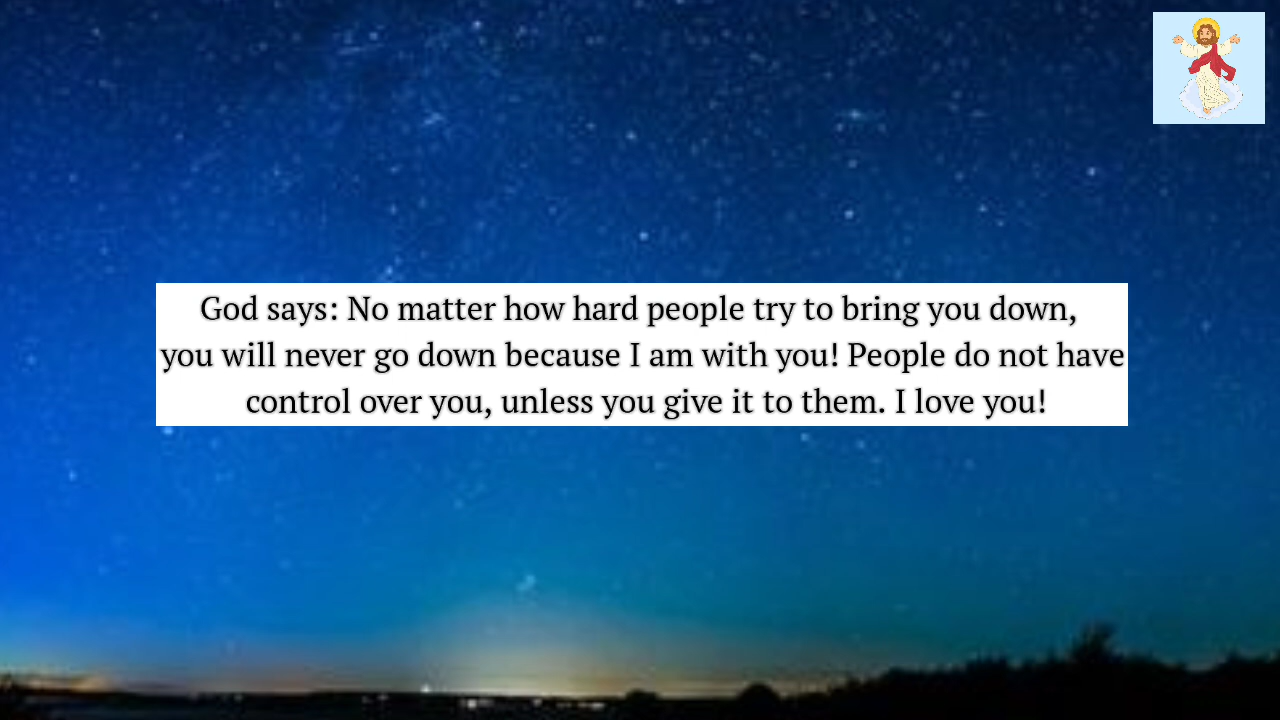 God says: No matter how hard people try to bring you down,
you will never go down because I am with you! People do not have
control over you, unless you give it to them. I love you!